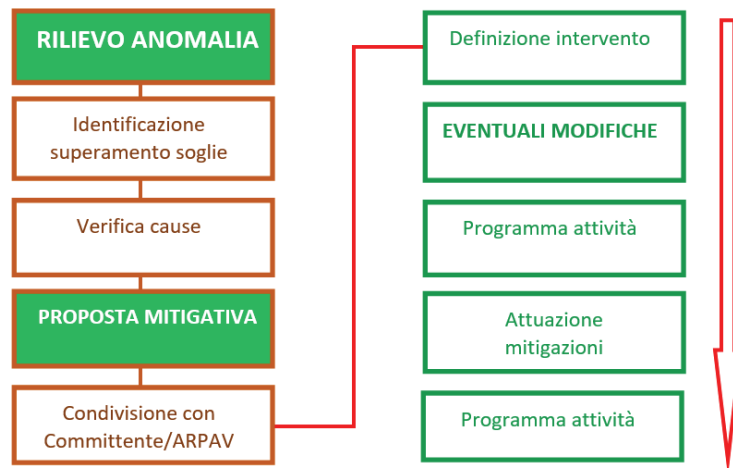 RILIEVO ANOMALIA
Identificazione
superamento soglie
Verifica cause
PROPOSTA MITIGATIVA
Condivisione con
Committente/ARPAV
Definizione intervento
EVENTUALI MODIFICHE
Programma attività
Attuazione
mitigazioni
Programma attività